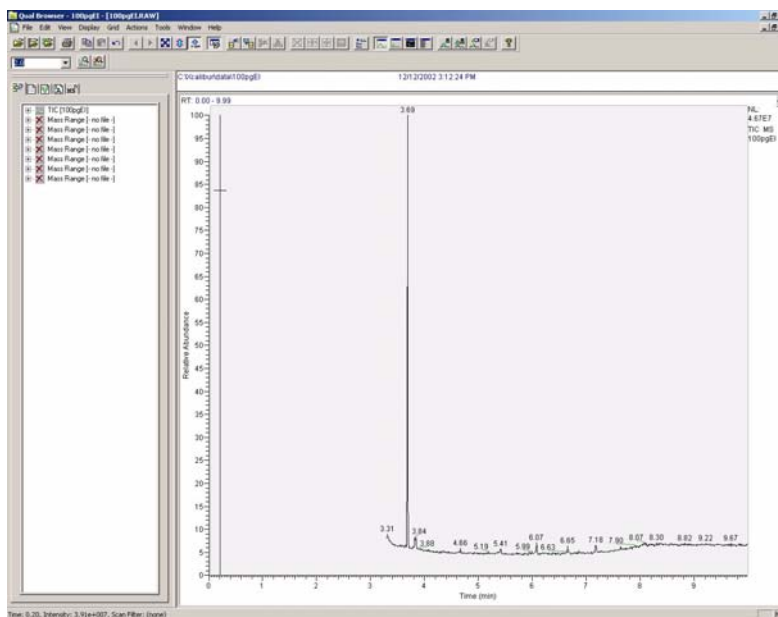 Qual Browser - 100pgEI - [100pgEI.RAW]
File Edit View Display Grid Actions Tools Window Help
C:\Xcalibur\data\100pgEI
12/12/2002 3:12:24 PM
TIC [100pgEI]
Mass Range [- no file -]
Mass Range [- no file -]
Mass Range [- no file -]
Mass Range [- no file -]
Mass Range [- no file -]
Mass Range [- no file -]
Mass Range [- no file -]
RT: 0.00 - 9.99
NL:
4.67E7
TIC MS
100pgEI
Relative Abundance
100
95
90
85
80
75
70
65
60
55
50
45
40
35
30
25
20
15
10
5
0
3.69
3.31
3.84
3.88
4.66
5.19
5.41
5.99
6.07
6.63
6.65
7.18
7.90
8.07
8.30
8.82
9.22
9.67
0 1 2 3 4 5 6 7 8 9
Time (min)
Time: 0.20, Intensity: 3.91e+007, Scan Filter: (none)